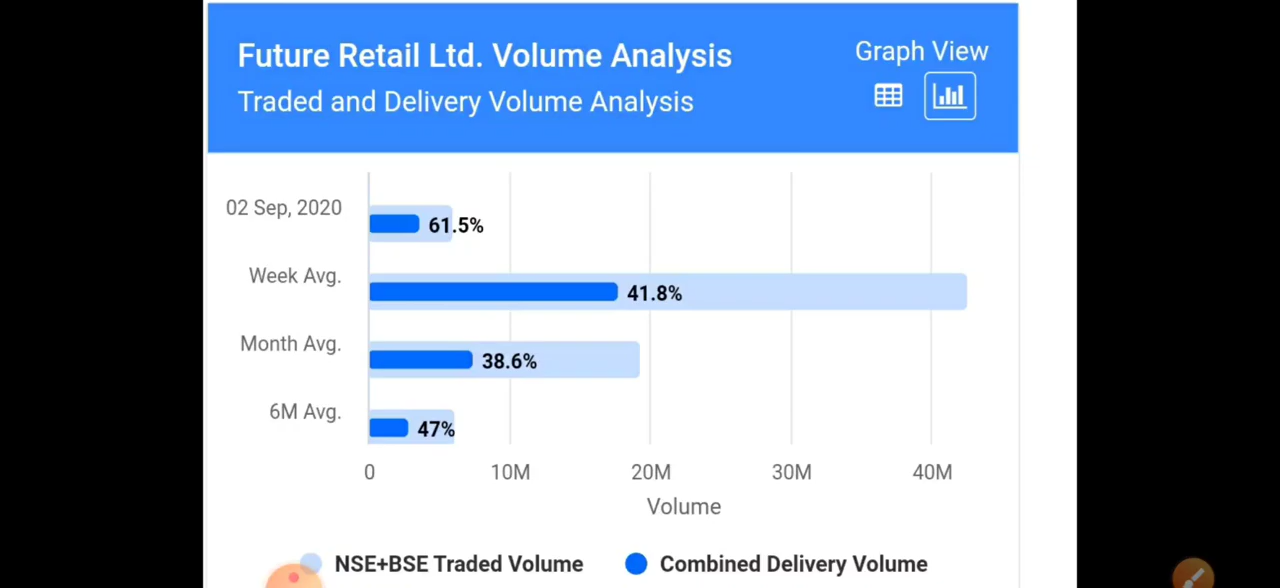 Future Retail Ltd. Volume Analysis
Graph View
Traded and Delivery Volume Analysis
02 Sep, 2020
61.5%
Week Avg.
41.8%
Month Avg.
38.6%
6M Avg.
47%
0 10M 20M 30M 40M
Volume
NSE+BSE Traded Volume Combined Delivery Volume